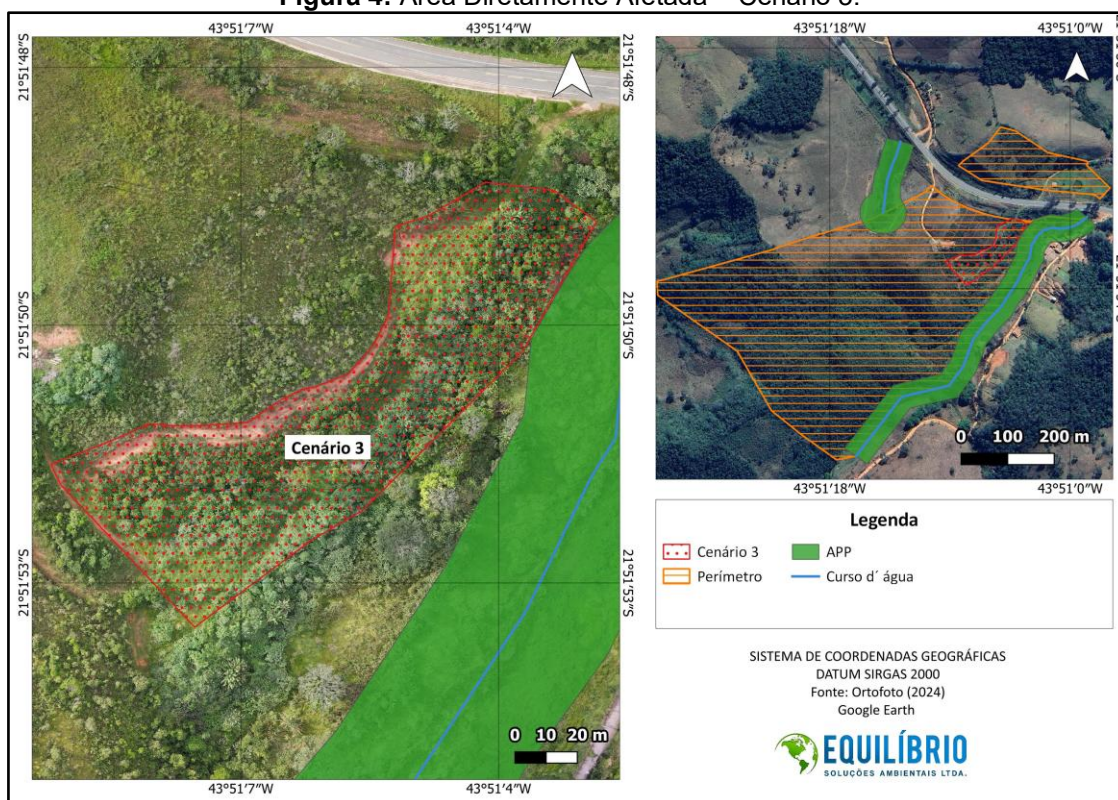 Figura 4: Área Diretamente Afetada – Cenário 3.
43°51'7"W
43°51'4"W
21°51'48"S
21°51'48"S
21°51'50"S
21°51'50"S
21°51'53"S
21°51'53"S
Cenário 3
0 10 20 m
43°51'7"W
43°51'4"W
43°51'18"W
43°51'0"W
0 100 200 m
43°51'18"W
43°51'0"W
Legenda
Cenário 3
APP
Perímetro
Curso d´ água
SISTEMA DE COORDENADAS GEOGRÁFICAS
DATUM SIRGAS 2000
Fonte: Ortofoto (2024)
Google Earth
EQUILÍBRIO
SOLUÇÕES AMBIENTAIS LTDA.